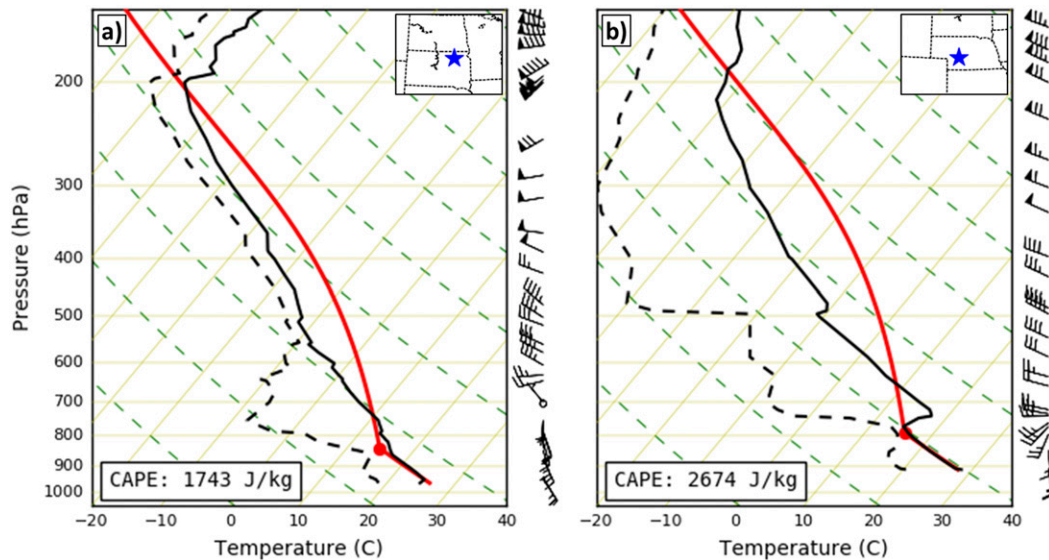 a)
b)
Pressure (hPa)
200
300
400
500
600
700
800
900
1000
CAPE: 1743 J/kg
CAPE: 2674 J/kg
−20 −10 0 10 20 30 40
−20 −10 0 10 20 30 40
Temperature (C)
Temperature (C)